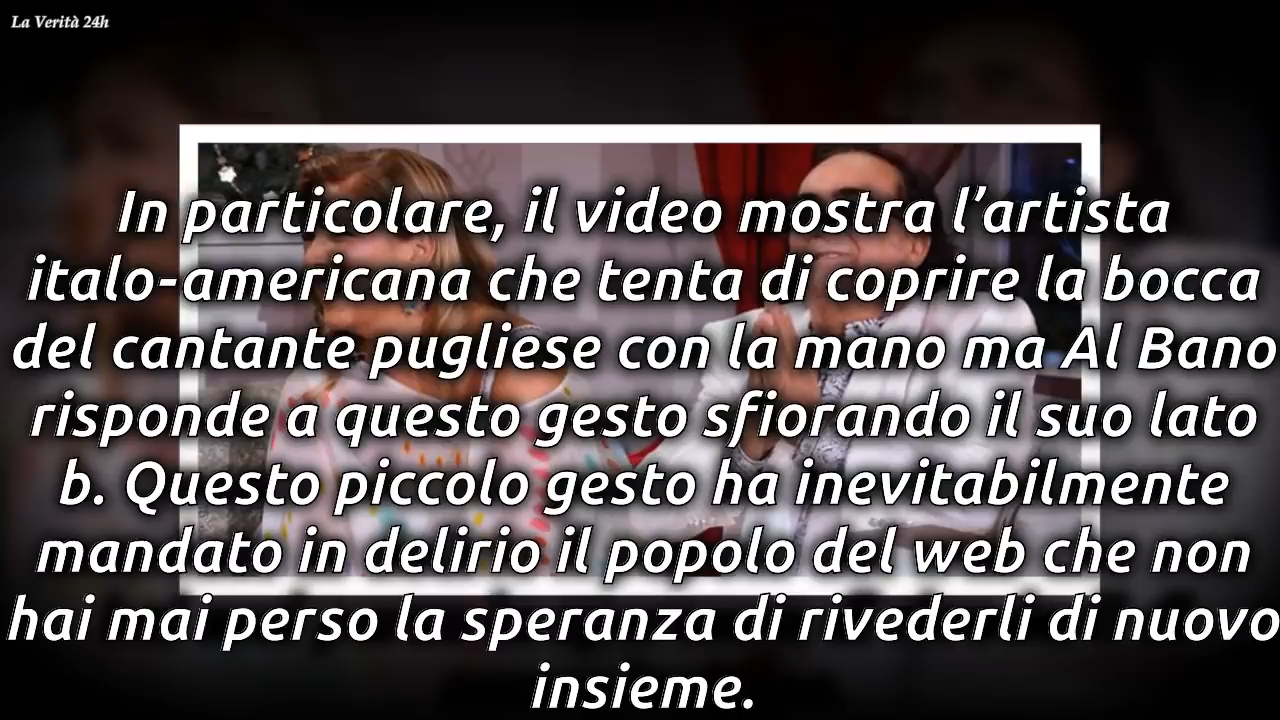 La Verità 24h
In particolare, il video mostra l’artista
italo-americana che tenta di coprire la bocca
del cantante pugliese con la mano ma Al Bano
risponde a questo gesto sfiorando il suo lato
b. Questo piccolo gesto ha inevitabilmente
mandato in delirio il popolo del web che non
hai mai perso la speranza di rivederli di nuovo
insieme.